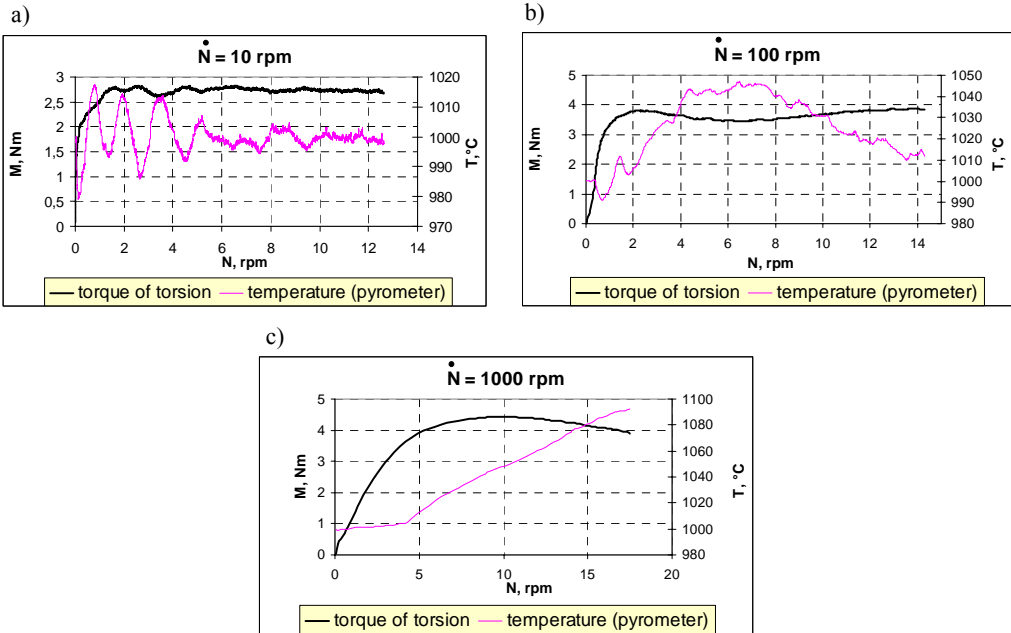 a)
Ṅ = 10 rpm
M, Nm
3
2,5
2
1,5
1
0,5
0
1020
1010
1000
990
980
970
T, °C
0 2 4 6 8 10 12 14
N, rpm
torque of torsion temperature (pyrometer)
b)
Ṅ = 100 rpm
M, Nm
5
4
3
2
1
0
1050
1040
1030
1020
1010
1000
990
980
T, °C
0 2 4 6 8 10 12 14
N, rpm
torque of torsion temperature (pyrometer)
c)
Ṅ = 1000 rpm
M, Nm
5
4
3
2
1
0
1100
1080
1060
1040
1020
1000
980
T, °C
0 5 10 15 20
N, rpm
torque of torsion temperature (pyrometer)